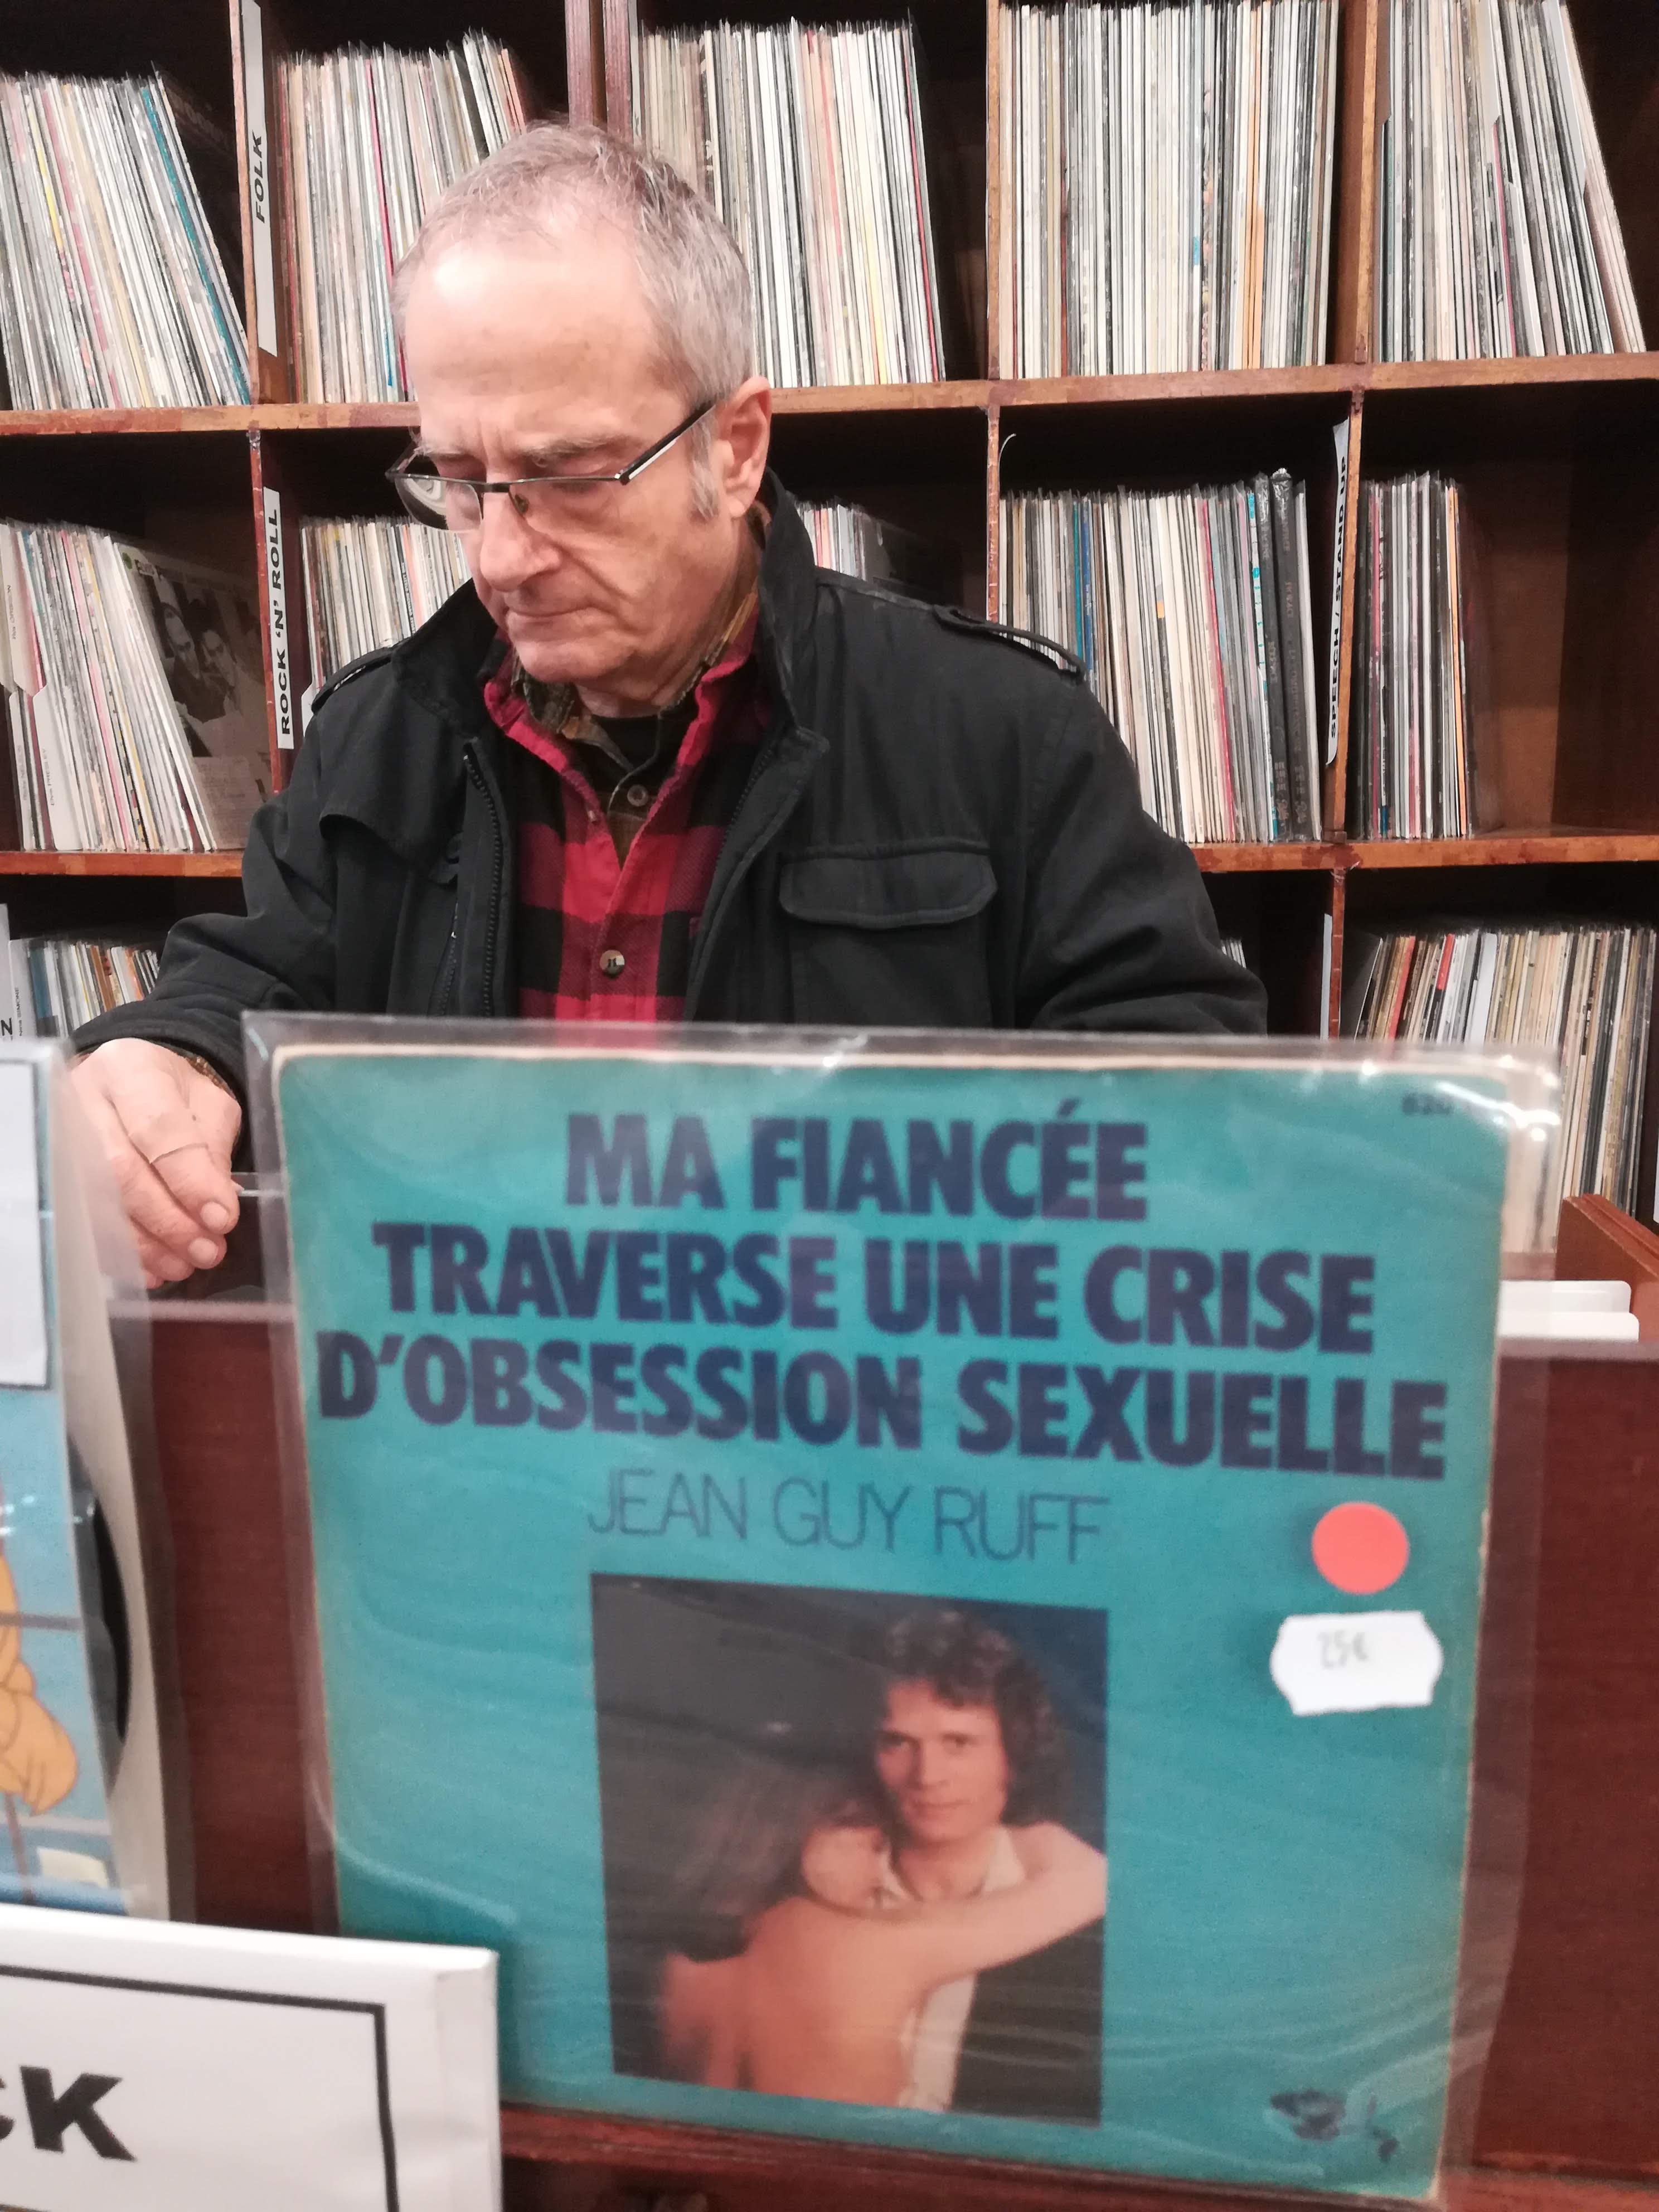 FOLK
ROCK 'N' ROLL
SPEECH / STAND UP
MA FIANCÉE
TRAVERSE UNE CRISE
D'OBSESSION SEXUELLE
JEAN GUY RUFF
25€
CK